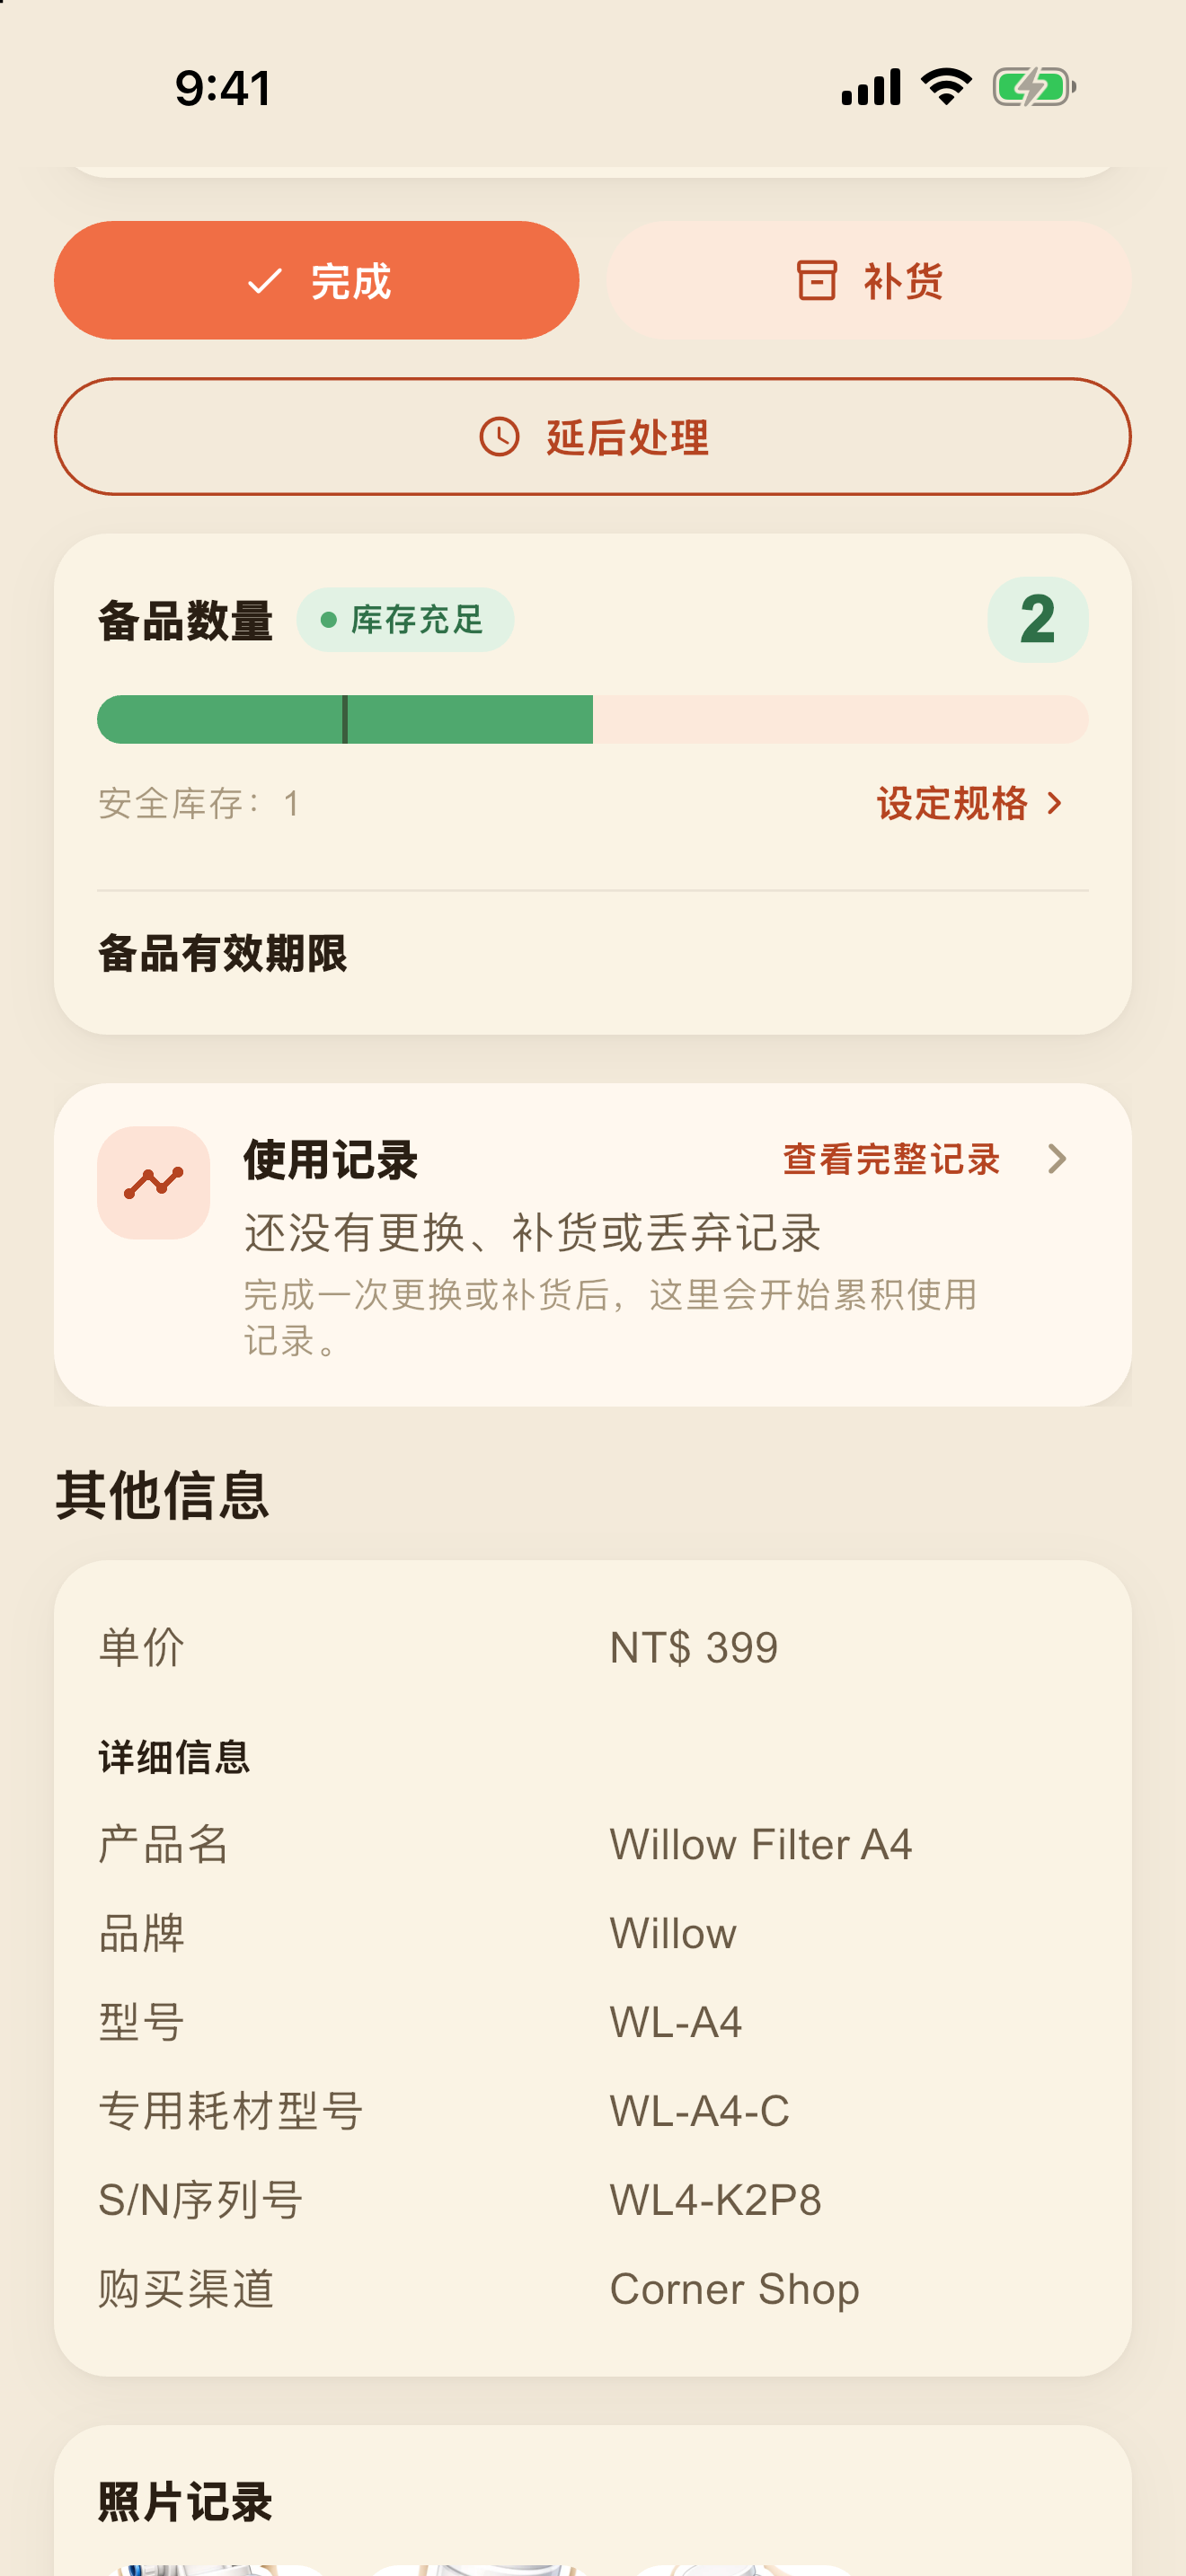 9:41
完成
补货
延后处理
备品数量
库存充足
2
安全库存：1
设定规格
备品有效期限
使用记录
查看完整记录
还没有更换、补货或丢弃记录
完成一次更换或补货后，这里会开始累积使用
记录。
其他信息
单价 NT$ 399
详细信息
产品名 Willow Filter A4
品牌 Willow
型号 WL-A4
专用耗材型号 WL-A4-C
S/N序列号 WL4-K2P8
购买渠道 Corner Shop
照片记录